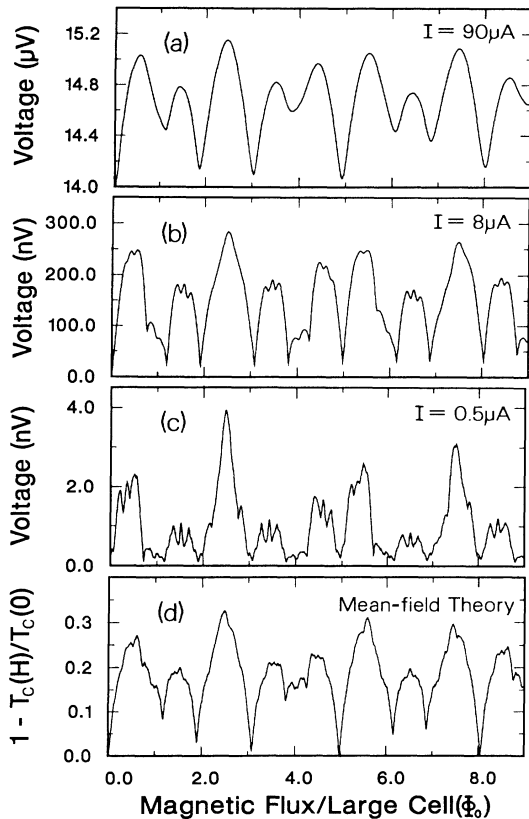 15.2
(a)
I = 90μA
14.8
14.4
14.0
Voltage (μV)
300.0
(b)
I = 8μA
200.0
100.0
0.0
Voltage (nV)
4.0
(c)
I = 0.5μA
2.0
0.0
Voltage (nV)
(d)
Mean-field Theory
0.3
0.2
0.1
0.0
1 - T_C(H)/T_C(0)
0.0 2.0 4.0 6.0 8.0
Magnetic Flux/Large Cell(Φ₀)